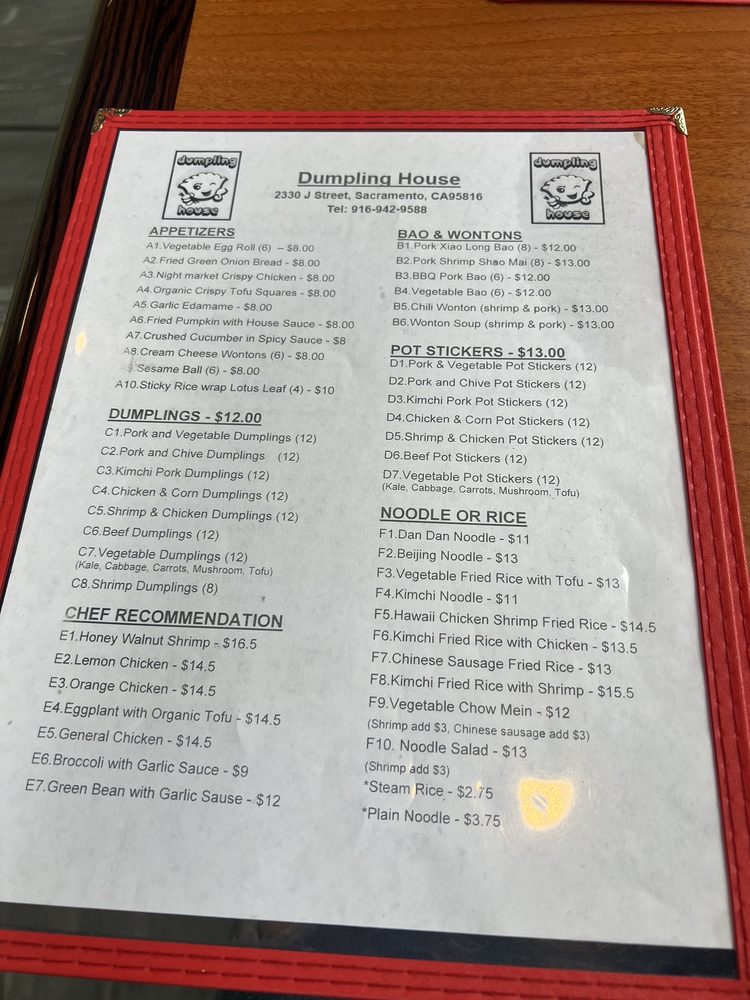 dumpling
house
Dumpling House
2330 J Street, Sacramento, CA95816
Tel: 916-942-9588
dumpling
house
APPETIZERS
A1.Vegetable Egg Roll (6) – $8.00
A2.Fried Green Onion Bread - $8.00
A3.Night market Crispy Chicken - $8.00
A4.Organic Crispy Tofu Squares - $8.00
A5.Garlic Edamame - $8.00
A6.Fried Pumpkin with House Sauce - $8.00
A7.Crushed Cucumber in Spicy Sauce - $8
A8.Cream Cheese Wontons (6) - $8.00
A9.Sesame Ball (6) - $8.00
A10.Sticky Rice wrap Lotus Leaf (4) - $10
DUMPLINGS - $12.00
C1.Pork and Vegetable Dumplings (12)
C2.Pork and Chive Dumplings (12)
C3.Kimchi Pork Dumplings (12)
C4.Chicken & Corn Dumplings (12)
C5.Shrimp & Chicken Dumplings (12)
C6.Beef Dumplings (12)
C7.Vegetable Dumplings (12)
(Kale, Cabbage, Carrots, Mushroom, Tofu)
C8.Shrimp Dumplings (8)
CHEF RECOMMENDATION
E1.Honey Walnut Shrimp - $16.5
E2.Lemon Chicken - $14.5
E3.Orange Chicken - $14.5
E4.Eggplant with Organic Tofu - $14.5
E5.General Chicken - $14.5
E6.Broccoli with Garlic Sauce - $9
E7.Green Bean with Garlic Sause - $12
BAO & WONTONS
B1.Pork Xiao Long Bao (8) - $12.00
B2.Pork Shrimp Shao Mai (8) - $13.00
B3.BBQ Pork Bao (6) - $12.00
B4.Vegetable Bao (6) - $12.00
B5.Chili Wonton (shrimp & pork) - $13.00
B6.Wonton Soup (shrimp & pork) - $13.00
POT STICKERS - $13.00
D1.Pork & Vegetable Pot Stickers (12)
D2.Pork and Chive Pot Stickers (12)
D3.Kimchi Pork Pot Stickers (12)
D4.Chicken & Corn Pot Stickers (12)
D5.Shrimp & Chicken Pot Stickers (12)
D6.Beef Pot Stickers (12)
D7.Vegetable Pot Stickers (12)
(Kale, Cabbage, Carrots, Mushroom, Tofu)
NOODLE OR RICE
F1.Dan Dan Noodle - $11
F2.Beijing Noodle - $13
F3.Vegetable Fried Rice with Tofu - $13
F4.Kimchi Noodle - $11
F5.Hawaii Chicken Shrimp Fried Rice - $14.5
F6.Kimchi Fried Rice with Chicken - $13.5
F7.Chinese Sausage Fried Rice - $13
F8.Kimchi Fried Rice with Shrimp - $15.5
F9.Vegetable Chow Mein - $12
(Shrimp add $3, Chinese sausage add $3)
F10. Noodle Salad - $13
(Shrimp add $3)
*Steam Rice - $2.75
*Plain Noodle - $3.75